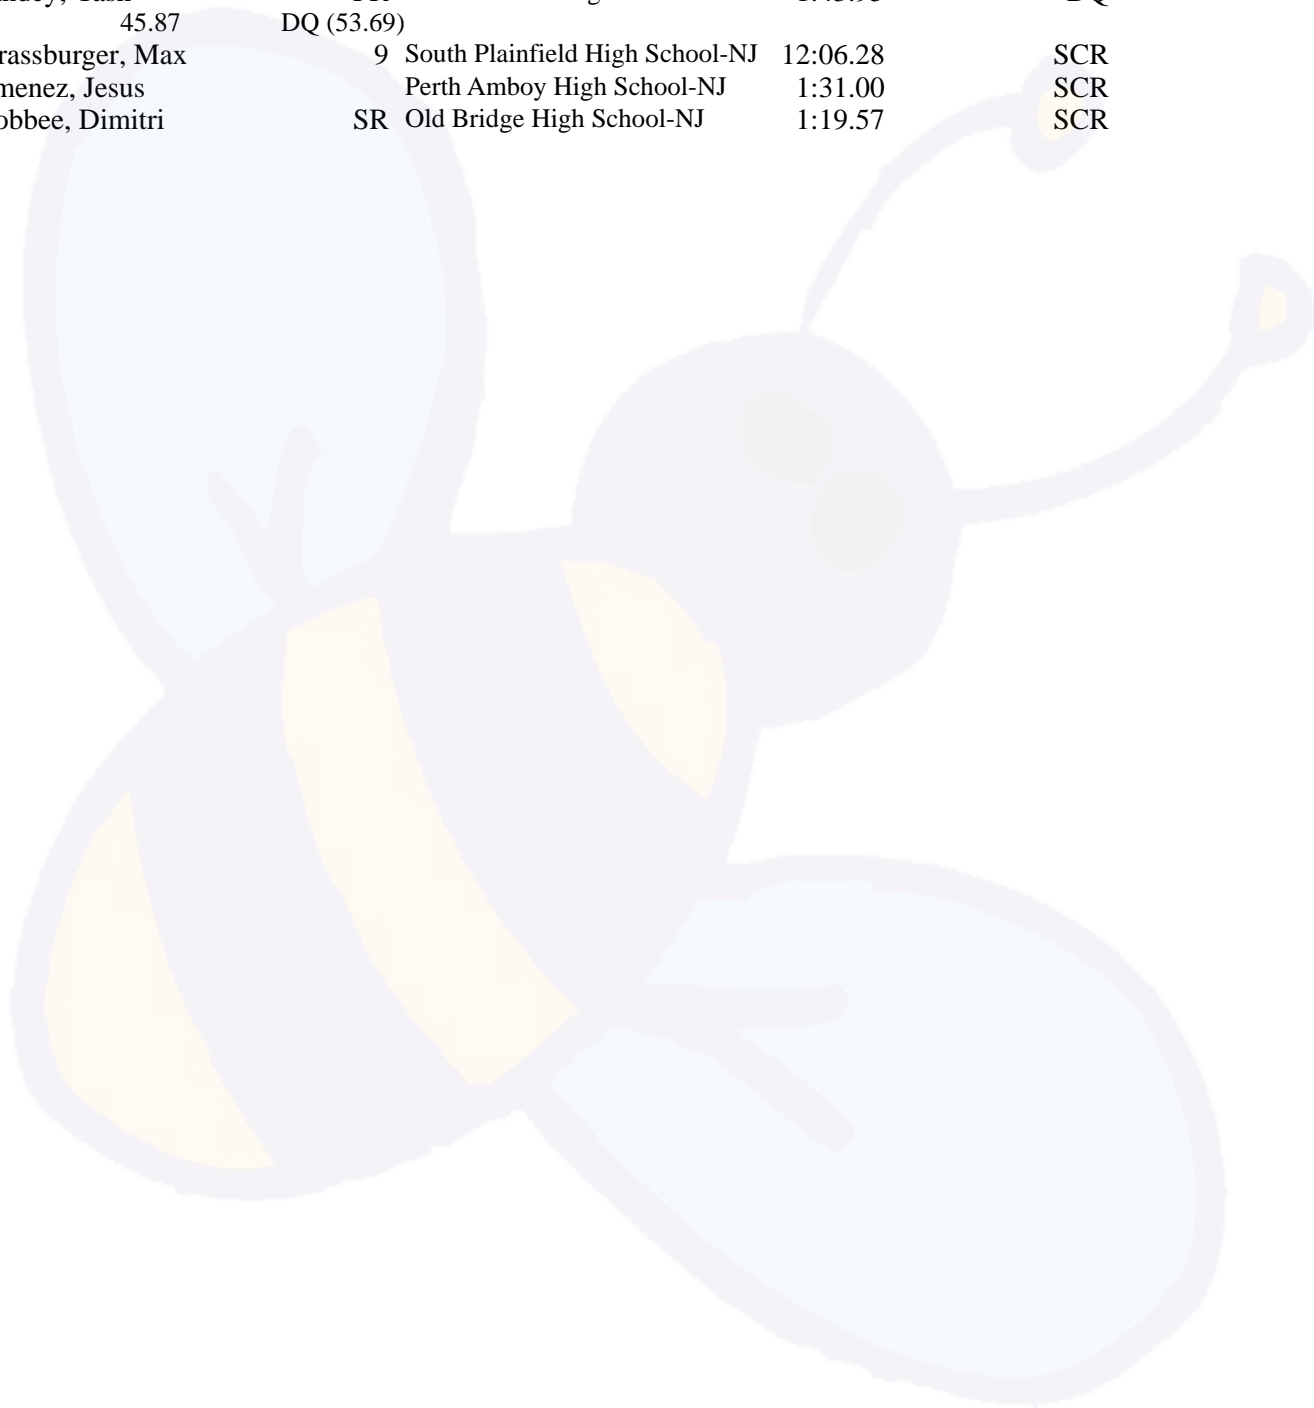 45.87 DQ (53.69)
rassburger, Max 9 South Plainfield High School-NJ 12:06.28 SCR
menez, Jesus Perth Amboy High School-NJ 1:31.00 SCR
obbee, Dimitri SR Old Bridge High School-NJ 1:19.57 SCR